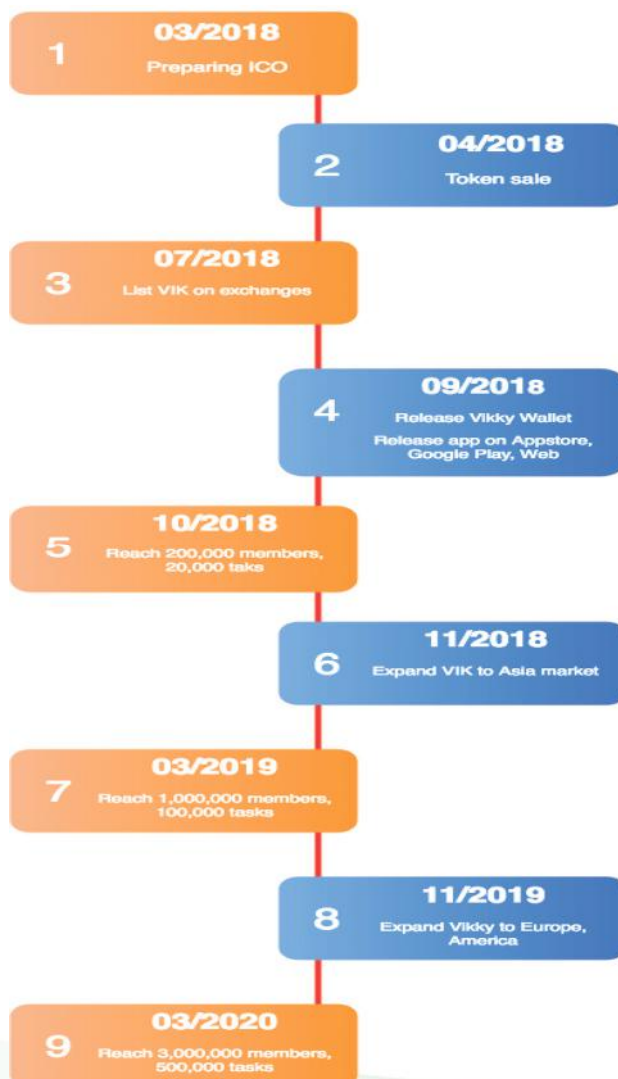 1
03/2018
Preparing ICO
2
04/2018
Token sale
3
07/2018
List VIK on exchanges
4
09/2018
Release Vikky Wallet
Release app on Appstore,
Google Play, Web
5
10/2018
Reach 200,000 members,
20,000 taks
6
11/2018
Expand VIK to Asia market
7
03/2019
Reach 1,000,000 members,
100,000 tasks
8
11/2019
Expand Vikky to Europe,
America
9
03/2020
Reach 3,000,000 members,
500,000 tasks